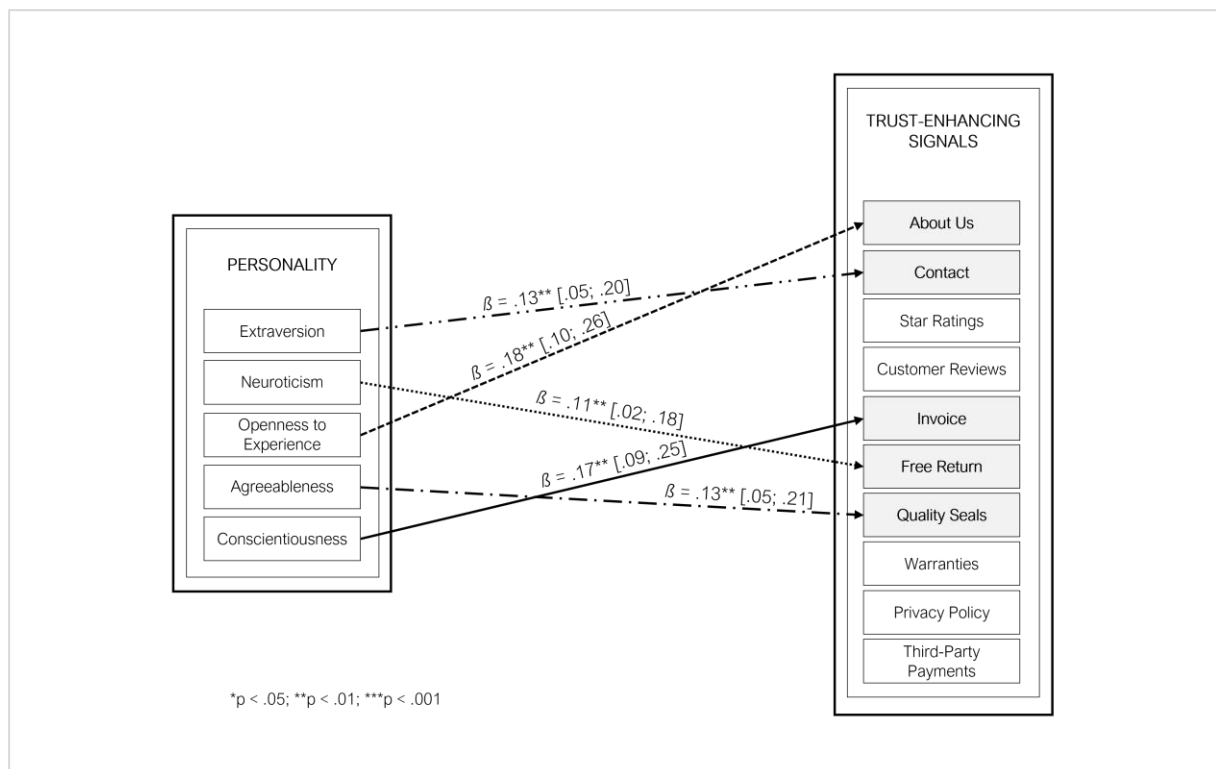 PERSONALITY
Extraversion
Neuroticism
Openness to
Experience
Agreeableness
Conscientiousness
ß = .13** [.05; .20]
ß = .18** [.10; .26]
ß = .11** [.02; .18]
ß = .17** [.09; .25]
ß = .13** [.05; .21]
TRUST-ENHANCING
SIGNALS
About Us
Contact
Star Ratings
Customer Reviews
Invoice
Free Return
Quality Seals
Warranties
Privacy Policy
Third-Party
Payments
*p < .05; **p < .01; ***p < .001